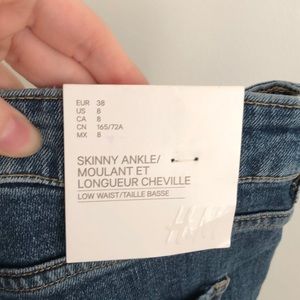 EUR 38
US 8
CA 8
CN 165/72A
MX 8
SKINNY ANKLE/
MOULANT ET
LONGUEUR CHEVILLE
LOW WAIST/TAILLE BASSE
H&M